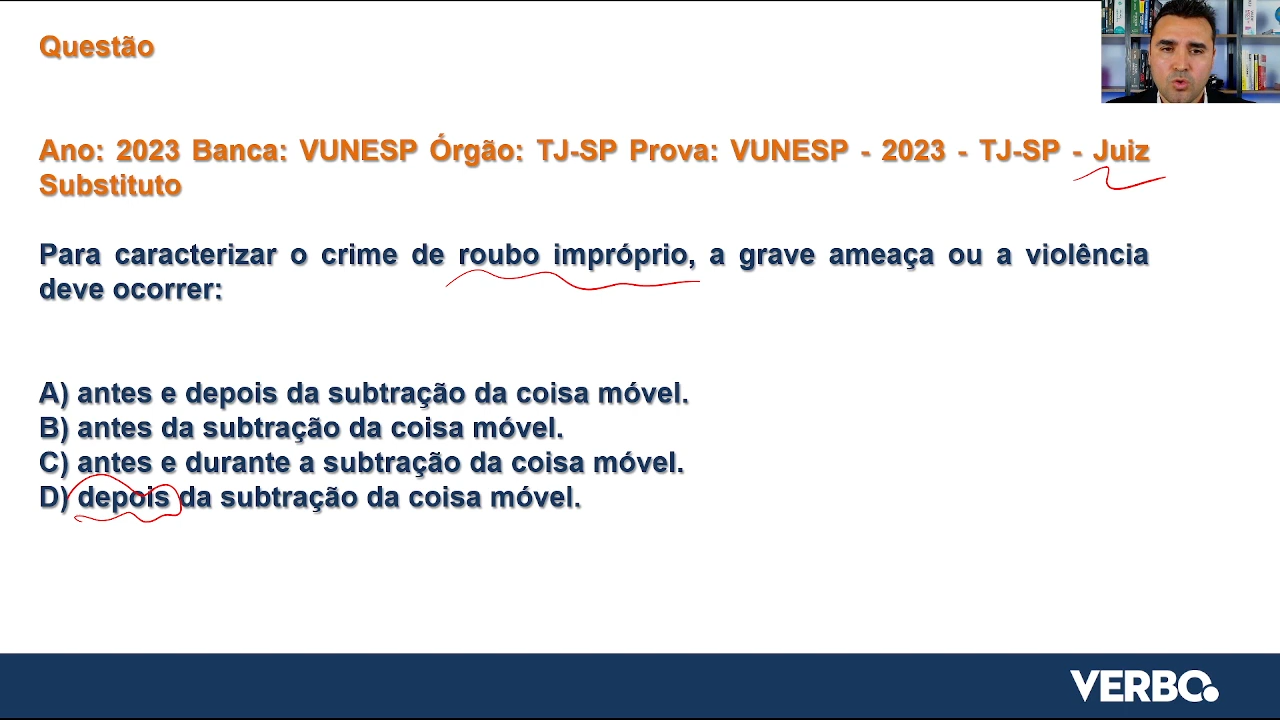 Questão
Ano: 2023 Banca: VUNESP Órgão: TJ-SP Prova: VUNESP - 2023 - TJ-SP - Juiz
Substituto
Para caracterizar o crime de roubo impróprio, a grave ameaça ou a violência
deve ocorrer:
A) antes e depois da subtração da coisa móvel.
B) antes da subtração da coisa móvel.
C) antes e durante a subtração da coisa móvel.
D) depois da subtração da coisa móvel.
VERBO